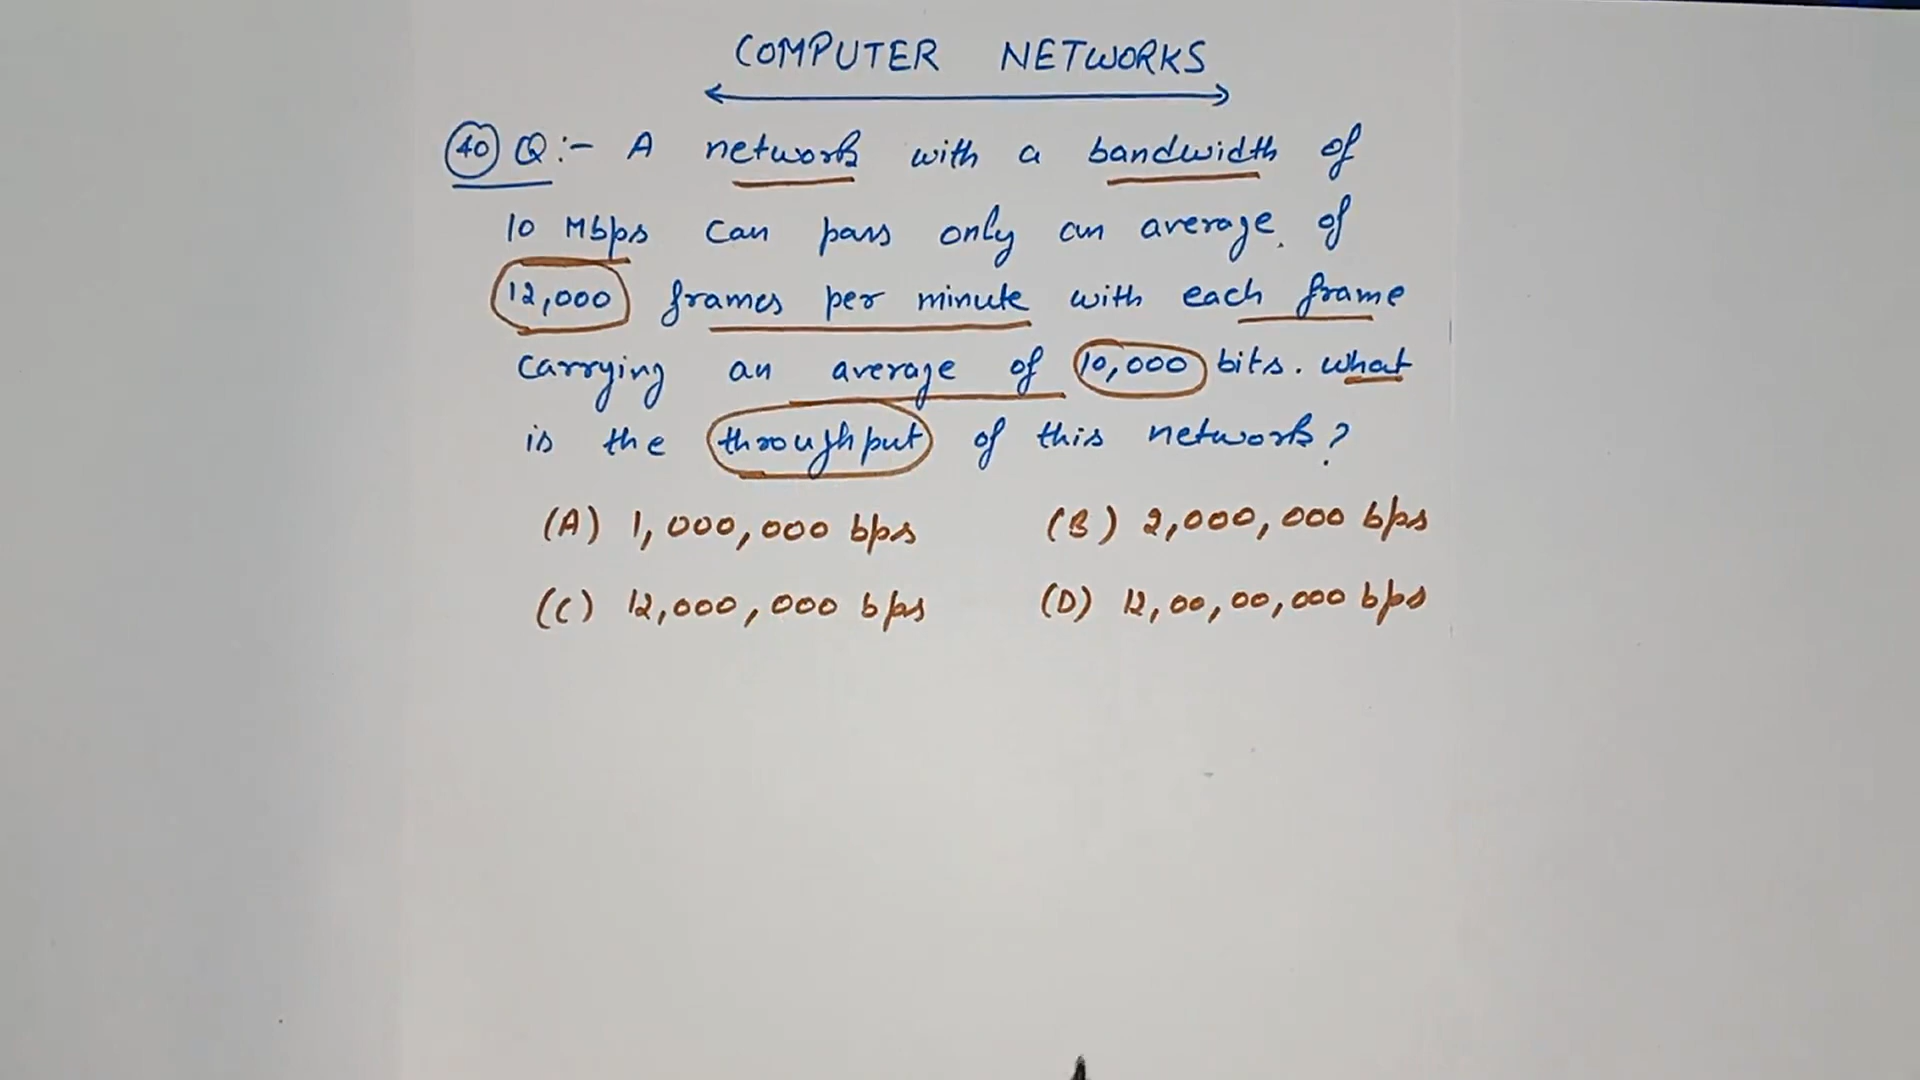 COMPUTER NETWORKS
40 Q:- A network with a bandwidth of
10 Mbps can pass only an average of
12,000 frames per minute with each frame
carrying an average of 10,000 bits. what
is the throughput of this network?
(A) 1,000,000 bps (B) 2,000,000 bps
(C) 12,000,000 bps (D) 12,00,00,000 bps